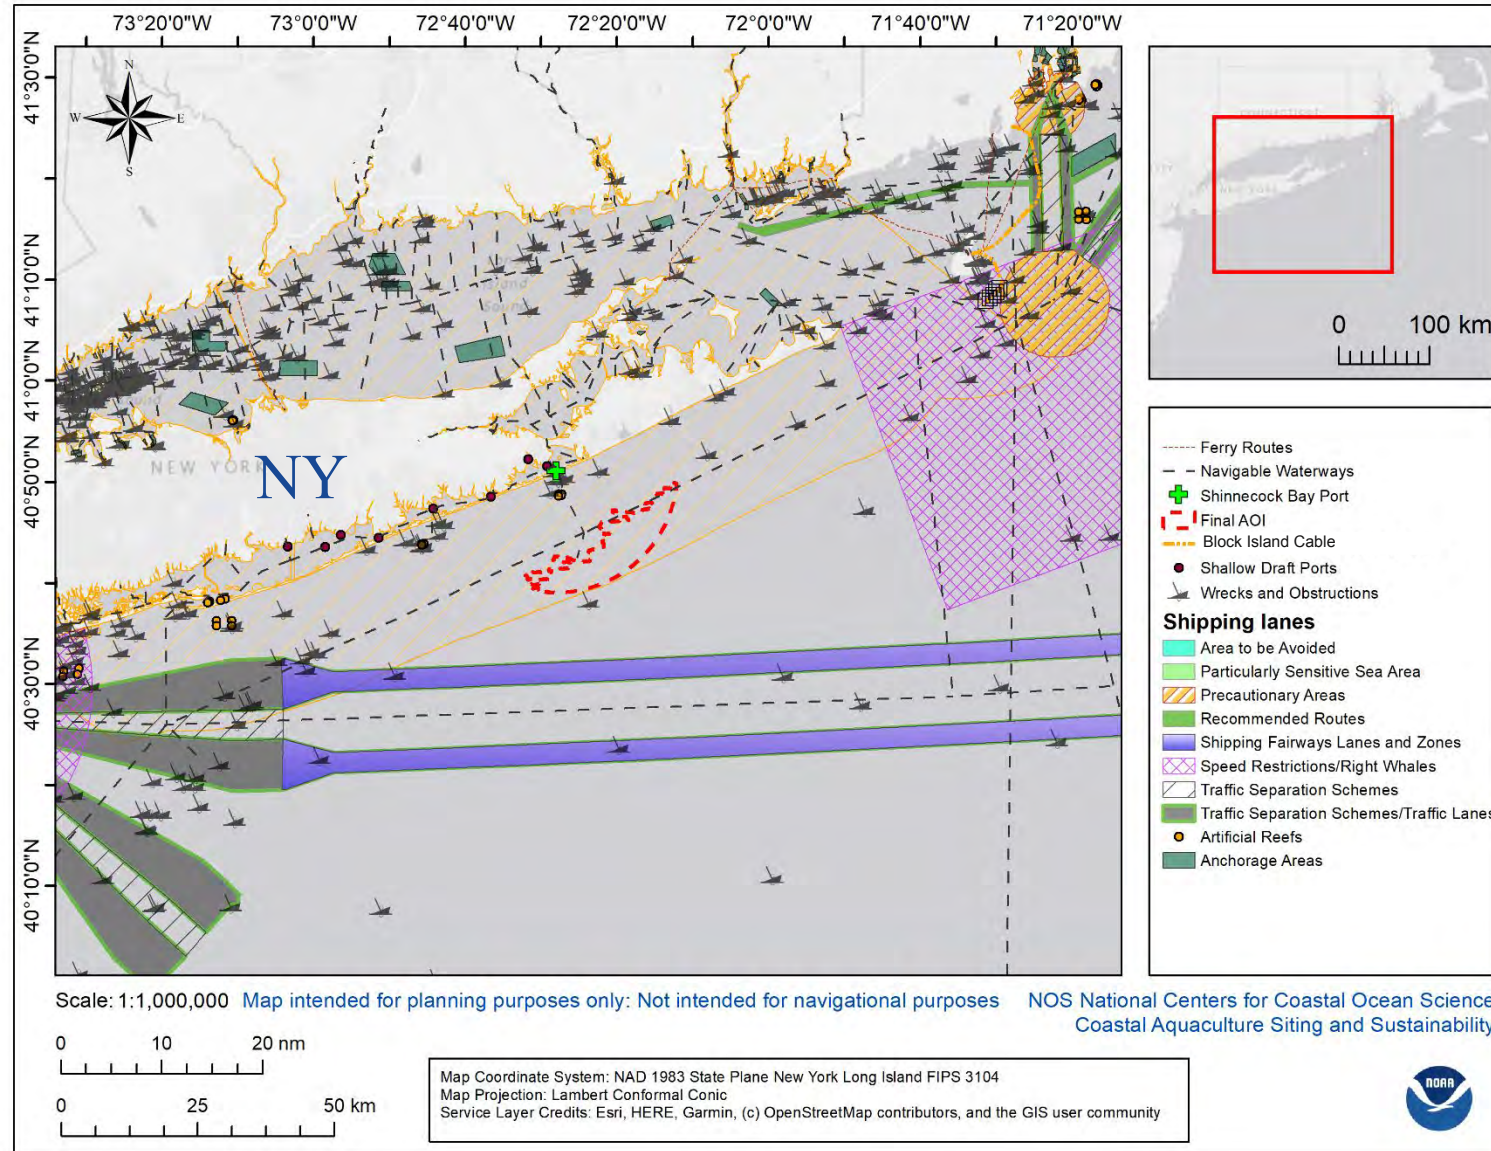 73°20'0"W 73°0'0"W 72°40'0"W 72°20'0"W 72°0'0"W 71°40'0"W 71°20'0"W
41°30'0"N
41°10'0"N
41°0'0"N
40°50'0"N
40°30'0"N
40°10'0"N
N
W E
S
Island
Sound
NEW YORK
NY
CONNECTICUT
NEW YORK
0 100 km
Ferry Routes
Navigable Waterways
Shinnecock Bay Port
Final AOI
Block Island Cable
Shallow Draft Ports
Wrecks and Obstructions
Shipping lanes
Area to be Avoided
Particularly Sensitive Sea Area
Precautionary Areas
Recommended Routes
Shipping Fairways Lanes and Zones
Speed Restrictions/Right Whales
Traffic Separation Schemes
Traffic Separation Schemes/Traffic Lanes
Artificial Reefs
Anchorage Areas
Scale: 1:1,000,000 Map intended for planning purposes only: Not intended for navigational purposes
NOS National Centers for Coastal Ocean Science
Coastal Aquaculture Siting and Sustainability
0 10 20 nm
0 25 50 km
Map Coordinate System: NAD 1983 State Plane New York Long Island FIPS 3104
Map Projection: Lambert Conformal Conic
Service Layer Credits: Esri, HERE, Garmin, (c) OpenStreetMap contributors, and the GIS user community
NOAA